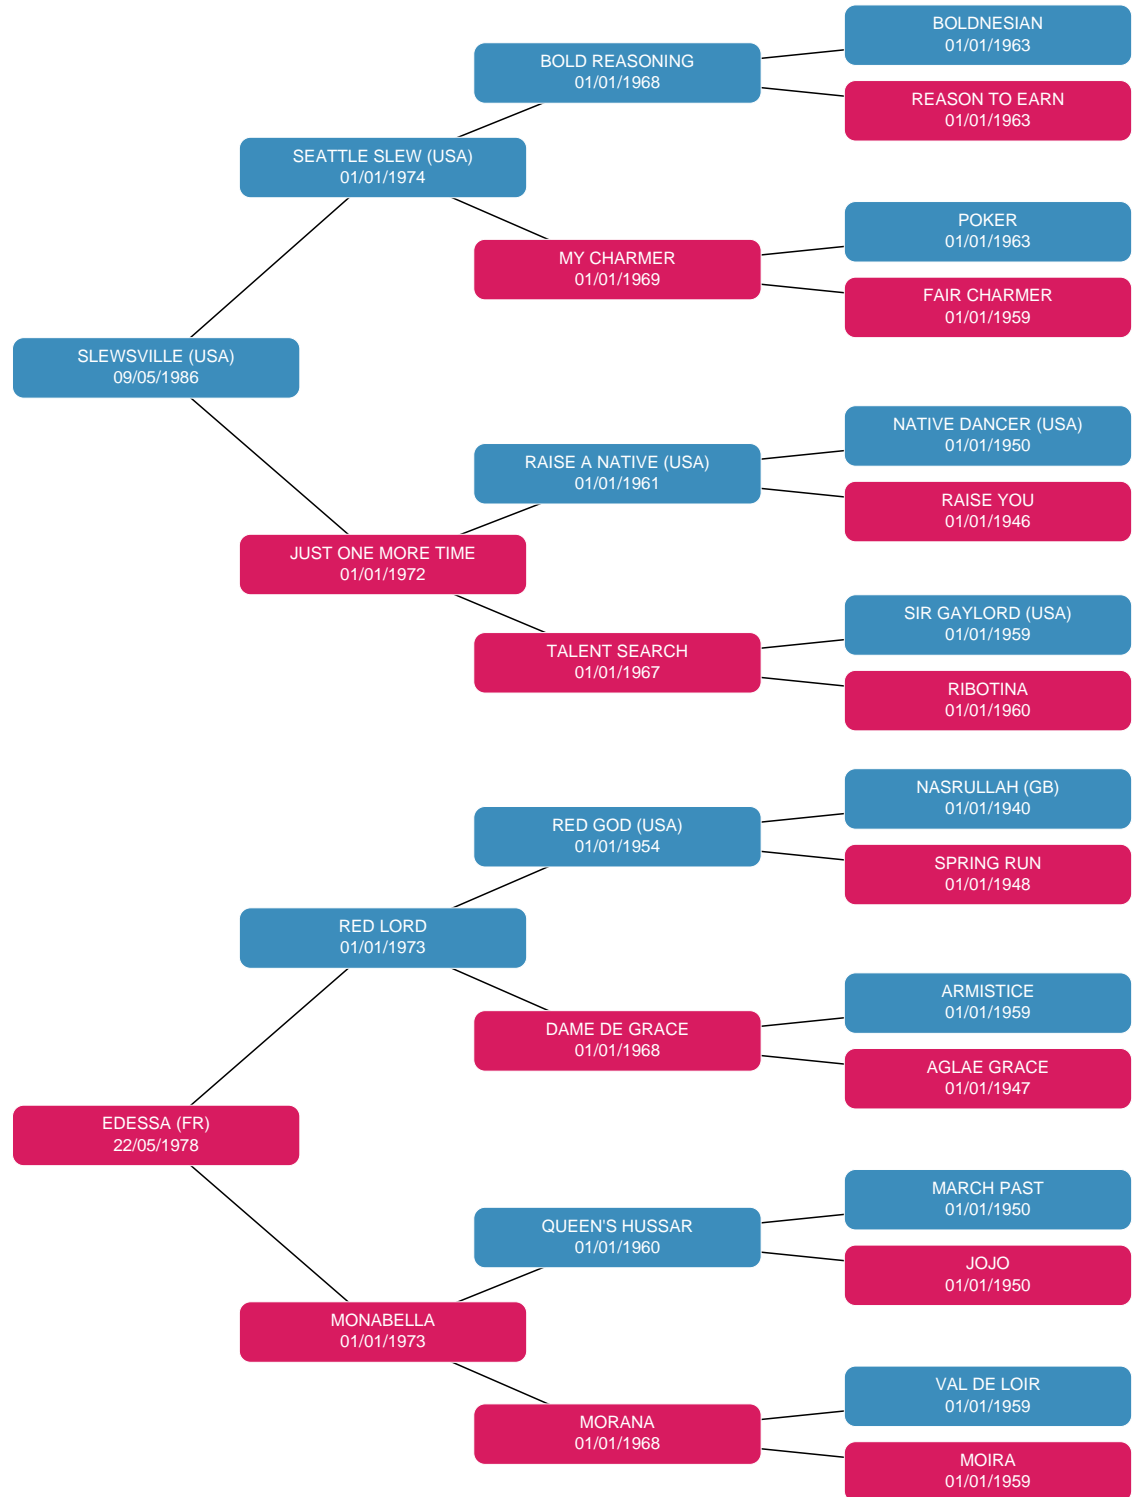 BOLDNESIAN
01/01/1963
BOLD REASONING
01/01/1968
REASON TO EARN
01/01/1963
SEATTLE SLEW (USA)
01/01/1974
POKER
01/01/1963
MY CHARMER
01/01/1969
FAIR CHARMER
01/01/1959
SLEWSVILLE (USA)
09/05/1986
NATIVE DANCER (USA)
01/01/1950
RAISE A NATIVE (USA)
01/01/1961
RAISE YOU
01/01/1946
JUST ONE MORE TIME
01/01/1972
SIR GAYLORD (USA)
01/01/1959
TALENT SEARCH
01/01/1967
RIBOTINA
01/01/1960
NASRULLAH (GB)
01/01/1940
RED GOD (USA)
01/01/1954
SPRING RUN
01/01/1948
RED LORD
01/01/1973
ARMISTICE
01/01/1959
DAME DE GRACE
01/01/1968
AGLAE GRACE
01/01/1947
EDESSA (FR)
22/05/1978
MARCH PAST
01/01/1950
QUEEN'S HUSSAR
01/01/1960
JOJO
01/01/1950
MONABELLA
01/01/1973
VAL DE LOIR
01/01/1959
MORANA
01/01/1968
MOIRA
01/01/1959